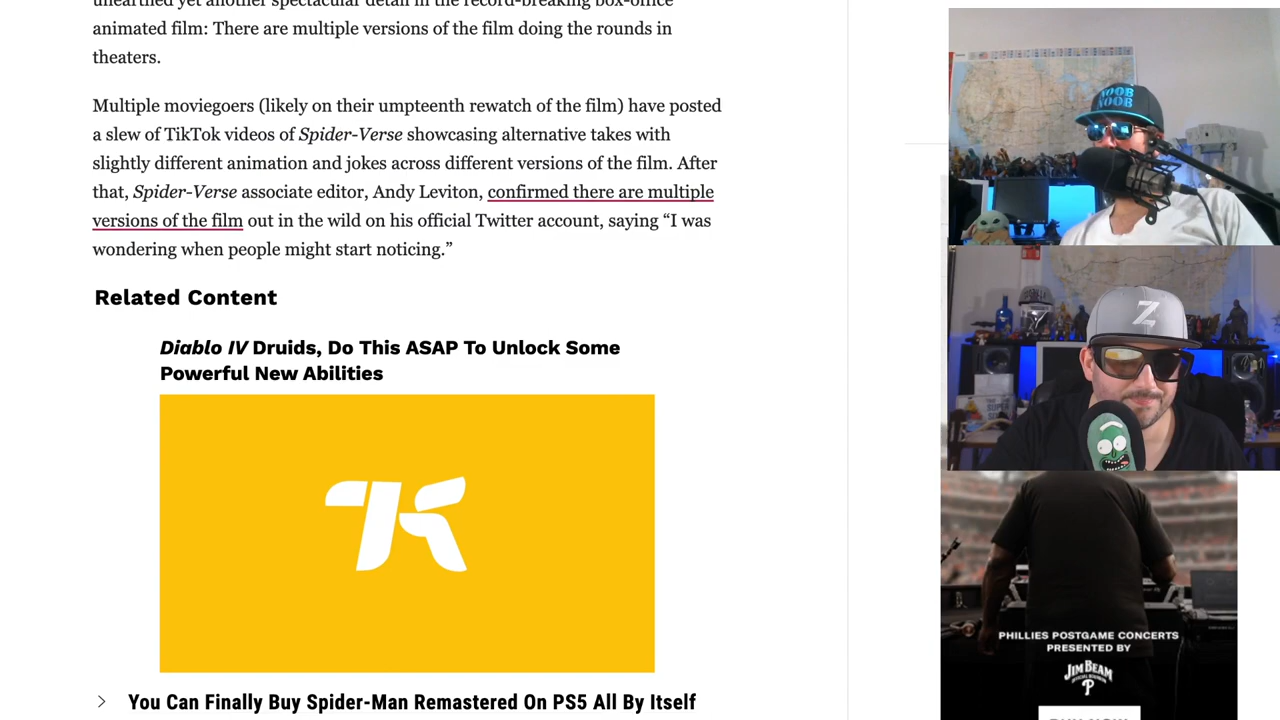 unearthed yet another spectacular detail in the record-breaking box-office
animated film: There are multiple versions of the film doing the rounds in
theaters.
Multiple moviegoers (likely on their umpteenth rewatch of the film) have posted
a slew of TikTok videos of Spider-Verse showcasing alternative takes with
slightly different animation and jokes across different versions of the film. After
that, Spider-Verse associate editor, Andy Leviton, confirmed there are multiple
versions of the film out in the wild on his official Twitter account, saying “I was
wondering when people might start noticing.”
Related Content
Diablo IV Druids, Do This ASAP To Unlock Some
Powerful New Abilities
K
You Can Finally Buy Spider-Man Remastered On PS5 All By Itself
NOOB
NOOB
Z
PHILLIES POSTGAME CONCERTS
PRESENTED BY
JIM BEAM
P